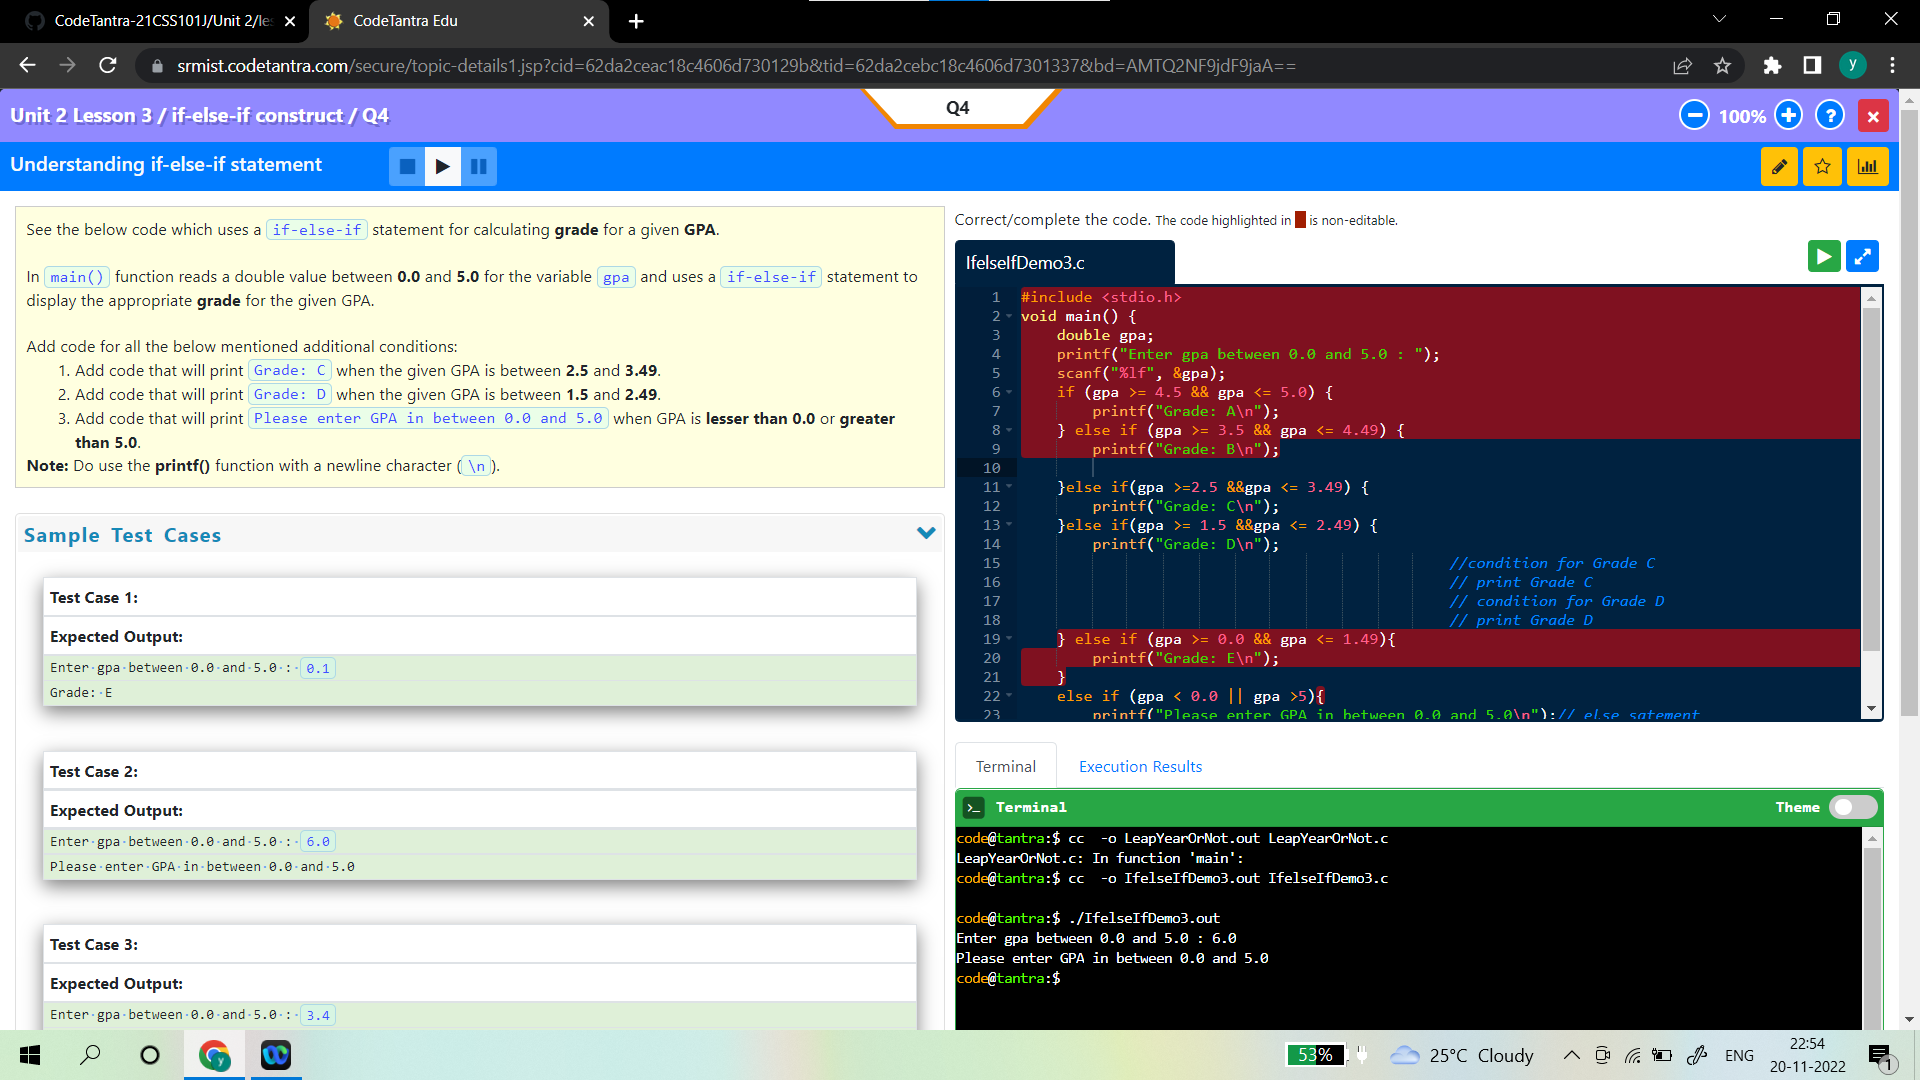 CodeTantra-21CSS101J/Unit 2/les
CodeTantra Edu
srmist.codetantra.com/secure/topic-details1.jsp?cid=62da2ceac18c4606d730129b&tid=62da2cebc18c4606d7301337&bd=AMTQ2NF9jdF9jaA==
y
Unit 2 Lesson 3 / if-else-if construct / Q4
Q4
100%
Understanding if-else-if statement
See the below code which uses a if-else-if statement for calculating grade for a given GPA.
In main() function reads a double value between 0.0 and 5.0 for the variable gpa and uses a if-else-if statement to
display the appropriate grade for the given GPA.
Add code for all the below mentioned additional conditions:
1. Add code that will print Grade: C when the given GPA is between 2.5 and 3.49.
2. Add code that will print Grade: D when the given GPA is between 1.5 and 2.49.
3. Add code that will print Please enter GPA in between 0.0 and 5.0 when GPA is lesser than 0.0 or greater
than 5.0.
Note: Do use the printf() function with a newline character ( \n ).
Sample Test Cases
Test Case 1:
Expected Output:
Enter·gpa·between·0.0·and·5.0·:· 0.1
Grade:·E
Test Case 2:
Expected Output:
Enter·gpa·between·0.0·and·5.0·:· 6.0
Please·enter·GPA·in·between·0.0·and·5.0
Test Case 3:
Expected Output:
Enter·gpa·between·0.0·and·5.0·:· 3.4
Correct/complete the code. The code highlighted in is non-editable.
IfelseIfDemo3.c
1 #include <stdio.h>
2 void main() {
3 double gpa;
4 printf("Enter gpa between 0.0 and 5.0 : ");
5 scanf("%lf", &gpa);
6 if (gpa >= 4.5 && gpa <= 5.0) {
7 printf("Grade: A\n");
8 } else if (gpa >= 3.5 && gpa <= 4.49) {
9 printf("Grade: B\n");
10
11 }else if(gpa >=2.5 &&gpa <= 3.49) {
12 printf("Grade: C\n");
13 }else if(gpa >= 1.5 &&gpa <= 2.49) {
14 printf("Grade: D\n");
15 //condition for Grade C
16 // print Grade C
17 // condition for Grade D
18 // print Grade D
19 } else if (gpa >= 0.0 && gpa <= 1.49){
20 printf("Grade: E\n");
21 }
22 else if (gpa < 0.0 || gpa >5){
23 printf("Please enter GPA in between 0.0 and 5.0\n");// else satement
Terminal
Execution Results
Terminal
Theme
code@tantra:$ cc -o LeapYearOrNot.out LeapYearOrNot.c
LeapYearOrNot.c: In function 'main':
code@tantra:$ cc -o IfelseIfDemo3.out IfelseIfDemo3.c
code@tantra:$ ./IfelseIfDemo3.out
Enter gpa between 0.0 and 5.0 : 6.0
Please enter GPA in between 0.0 and 5.0
code@tantra:$
53%
25°C Cloudy
ENG
22:54
20-11-2022
1